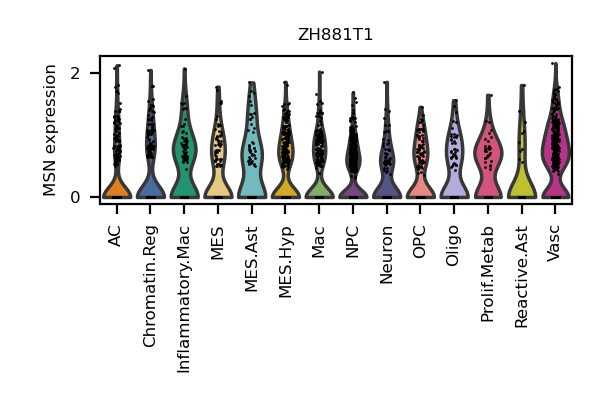 ZH881T1
MSN expression
2
0
AC
Chromatin.Reg
Inflammatory.Mac
MES
MES.Ast
MES.Hyp
Mac
NPC
Neuron
OPC
Oligo
Prolif.Metab
Reactive.Ast
Vasc